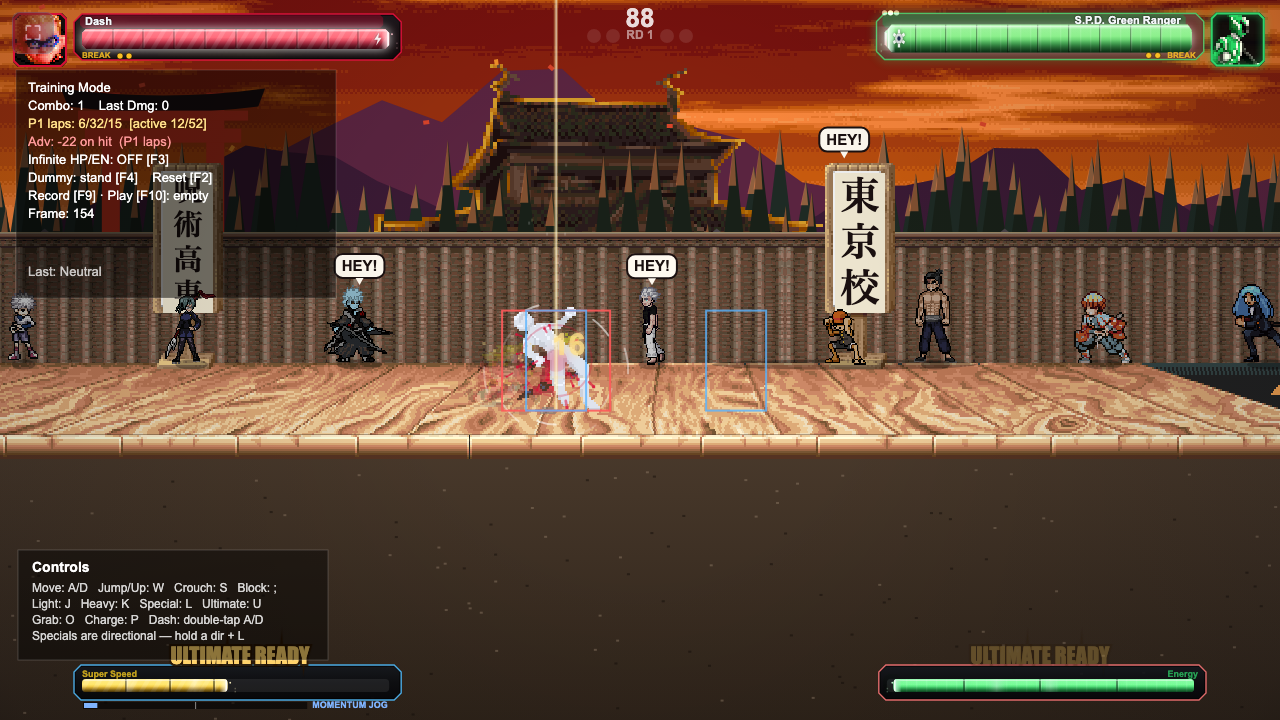 Dash
88
S.P.D. Green Ranger
RD 1
BREAK
BREAK
Training Mode
Combo: 1 Last Dmg: 0
P1 laps: 6/32/15 [active 12/52]
Adv: -22 on hit (P1 laps)
Infinite HP/EN: OFF [F3]
Dummy: stand [F4] Reset [F2]
Record [F9] · Play [F10]: empty
Frame: 154
Last: Neutral
術高専
HEY!
HEY!
HEY!
東京校
Controls
Move: A/D Jump/Up: W Crouch: S Block: ;
Light: J Heavy: K Special: L Ultimate: U
Grab: O Charge: P Dash: double-tap A/D
Specials are directional — hold a dir + L
ULTIMATE READY
ULTIMATE READY
Super Speed
Energy
MOMENTUM JOG